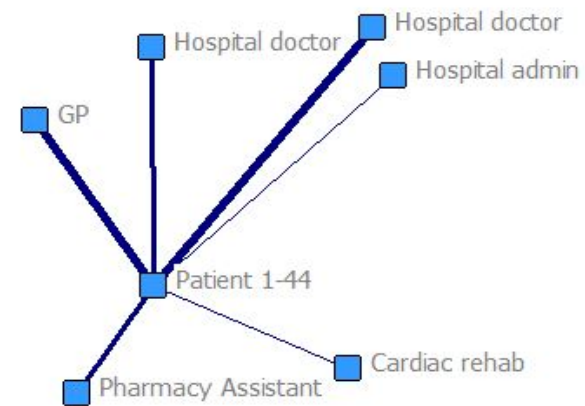 Hospital doctor
Hospital doctor
Hospital admin
GP
Patient 1-44
Cardiac rehab
Pharmacy Assistant